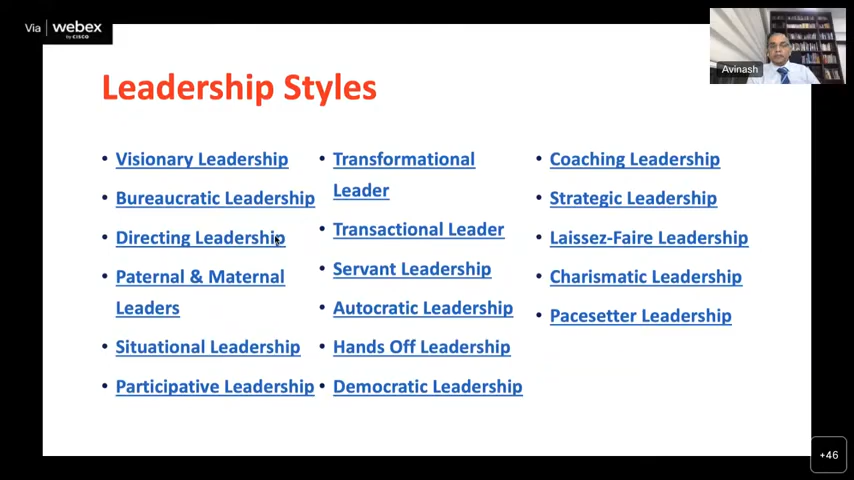 Via webex
by CISCO
Avinash
Leadership Styles
• Visionary Leadership
• Bureaucratic Leadership
• Directing Leadership
• Paternal & Maternal
Leaders
• Situational Leadership
• Participative Leadership
• Transformational
Leader
• Transactional Leader
• Servant Leadership
• Autocratic Leadership
• Hands Off Leadership
• Democratic Leadership
• Coaching Leadership
• Strategic Leadership
• Laissez-Faire Leadership
• Charismatic Leadership
• Pacesetter Leadership
+46